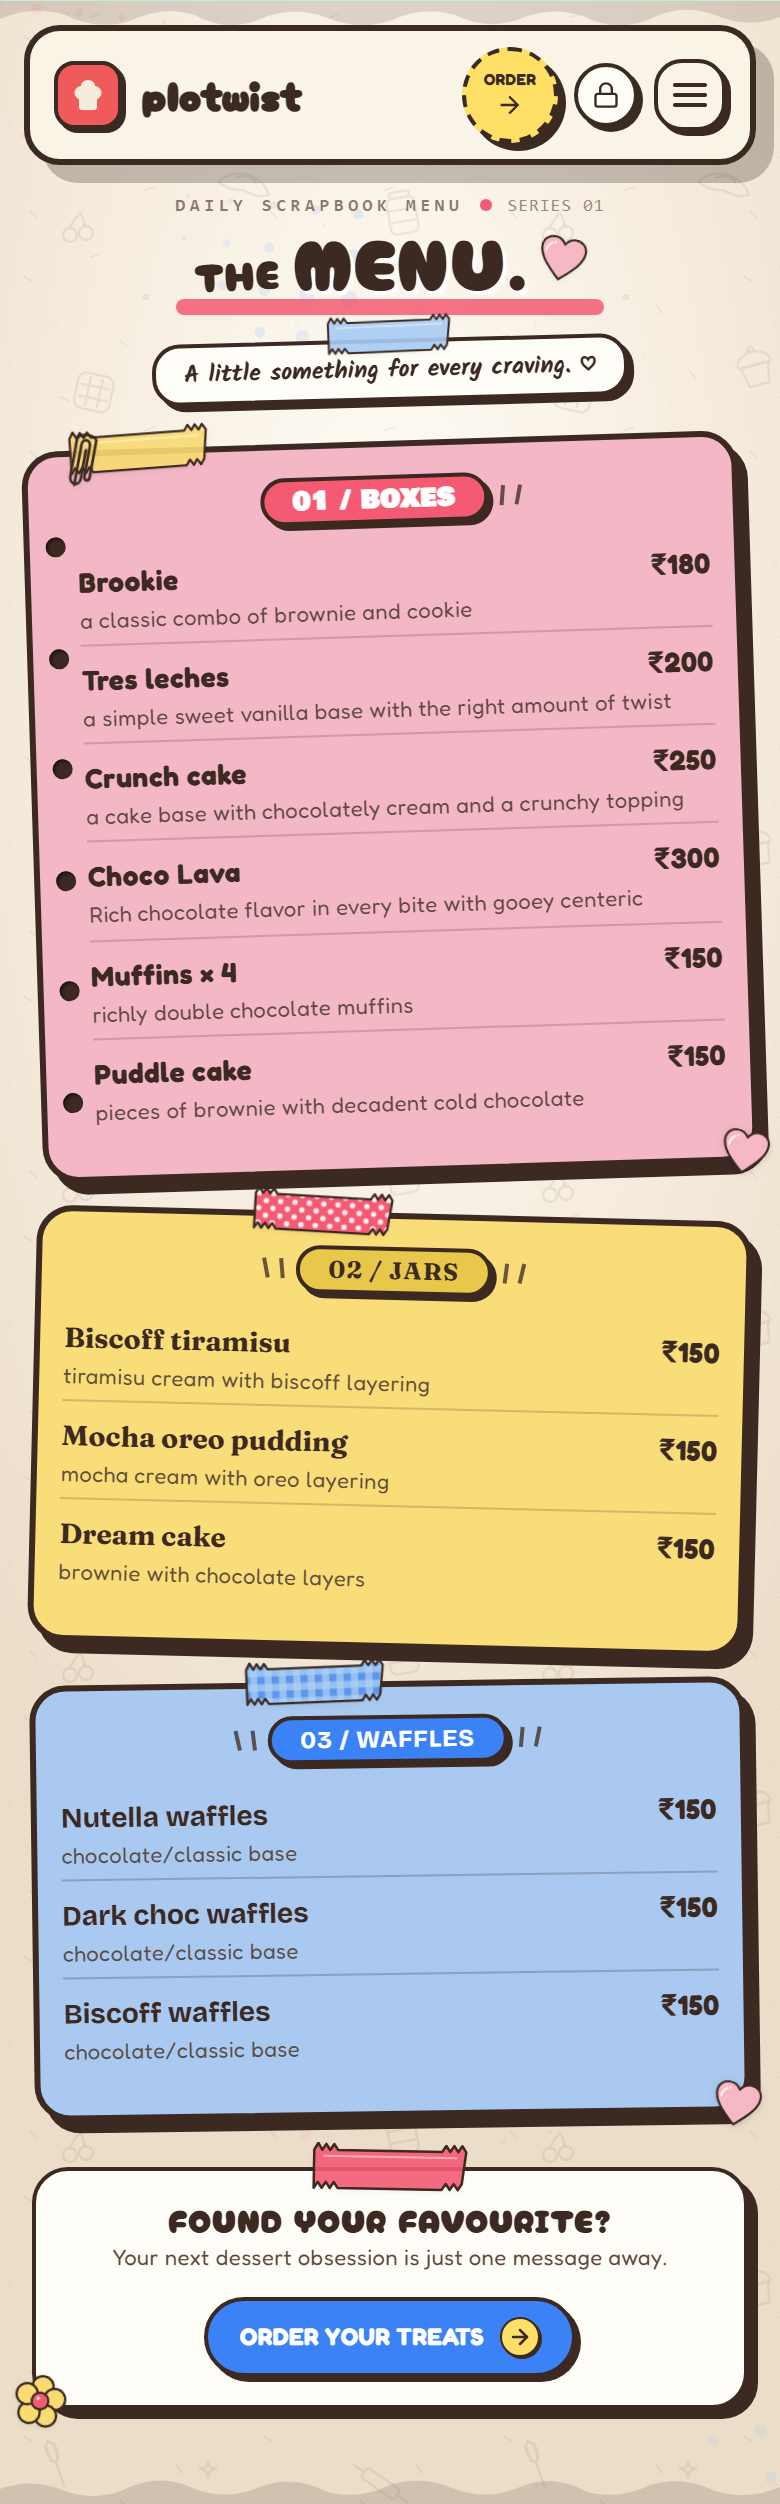 plotwist
ORDER
DAILY SCRAPBOOK MENU SERIES 01
THE MENU.
A little something for every craving. ♡
01 / BOXES
Brookie ₹180
a classic combo of brownie and cookie
Tres leches ₹200
a simple sweet vanilla base with the right amount of twist
Crunch cake ₹250
a cake base with chocolately cream and a crunchy topping
Choco Lava ₹300
Rich chocolate flavor in every bite with gooey centeric
Muffins × 4 ₹150
richly double chocolate muffins
Puddle cake ₹150
pieces of brownie with decadent cold chocolate
02 / JARS
Biscoff tiramisu ₹150
tiramisu cream with biscoff layering
Mocha oreo pudding ₹150
mocha cream with oreo layering
Dream cake ₹150
brownie with chocolate layers
03 / WAFFLES
Nutella waffles ₹150
chocolate/classic base
Dark choc waffles ₹150
chocolate/classic base
Biscoff waffles ₹150
chocolate/classic base
FOUND YOUR FAVOURITE?
Your next dessert obsession is just one message away.
ORDER YOUR TREATS